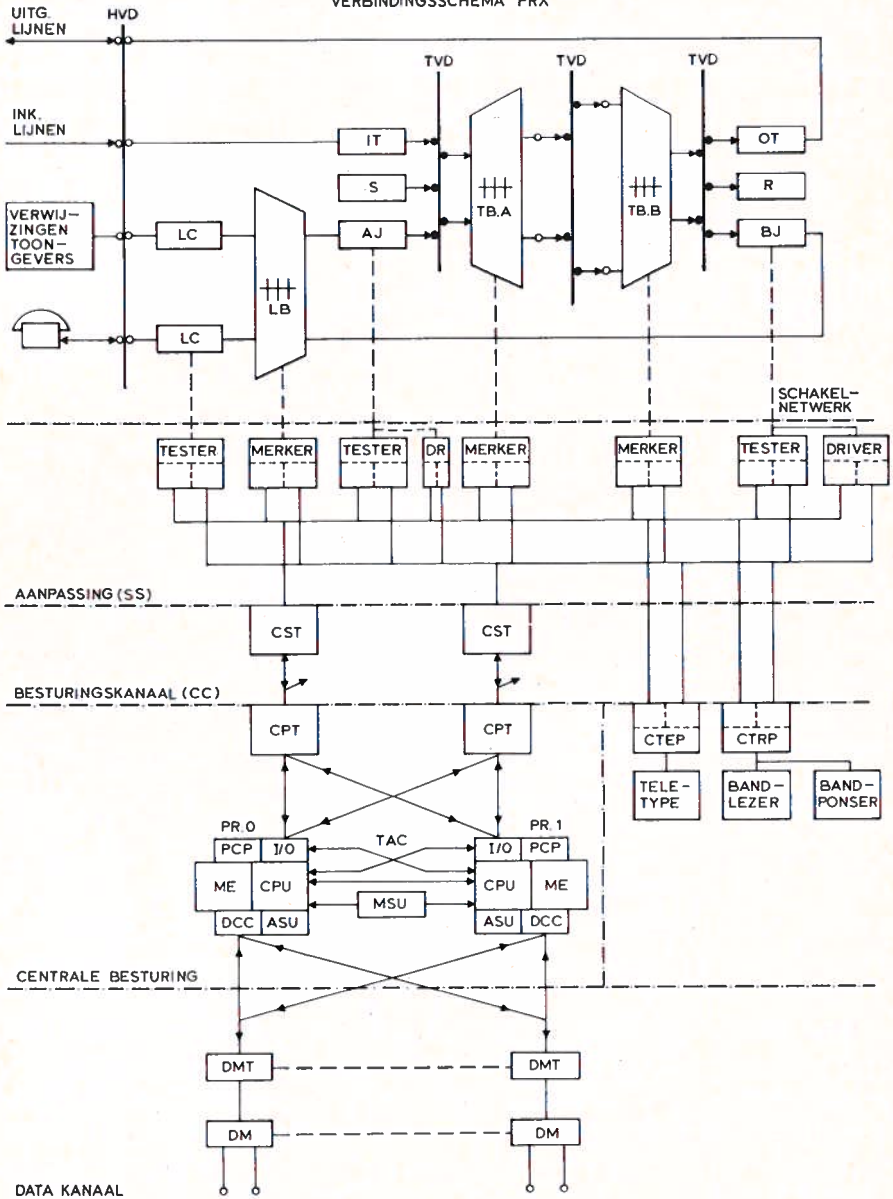 VERBINDINGSSCHEMA PRX
UITG.
LIJNEN
HVD
TVD
TVD
TVD
INK.
LIJNEN
IT
OT
S
TB.A
TB.B
R
VERWIJ-
ZINGEN
TOON-
GEVERS
LC
AJ
BJ
LB
LC
SCHAKEL-
NETWERK
TESTER
MERKER
TESTER
DR
MERKER
MERKER
TESTER
DRIVER
AANPASSING (SS)
CST
CST
BESTURINGSKANAAL (CC)
CPT
CPT
CTEP
CTRP
TELE-
TYPE
BAND-
LEZER
BAND-
PONSER
PR.0
TAC
PR.1
PCP
I/O
I/O
PCP
ME
CPU
CPU
ME
MSU
DCC
ASU
ASU
DCC
CENTRALE BESTURING
DMT
DMT
DM
DM
DATA KANAAL